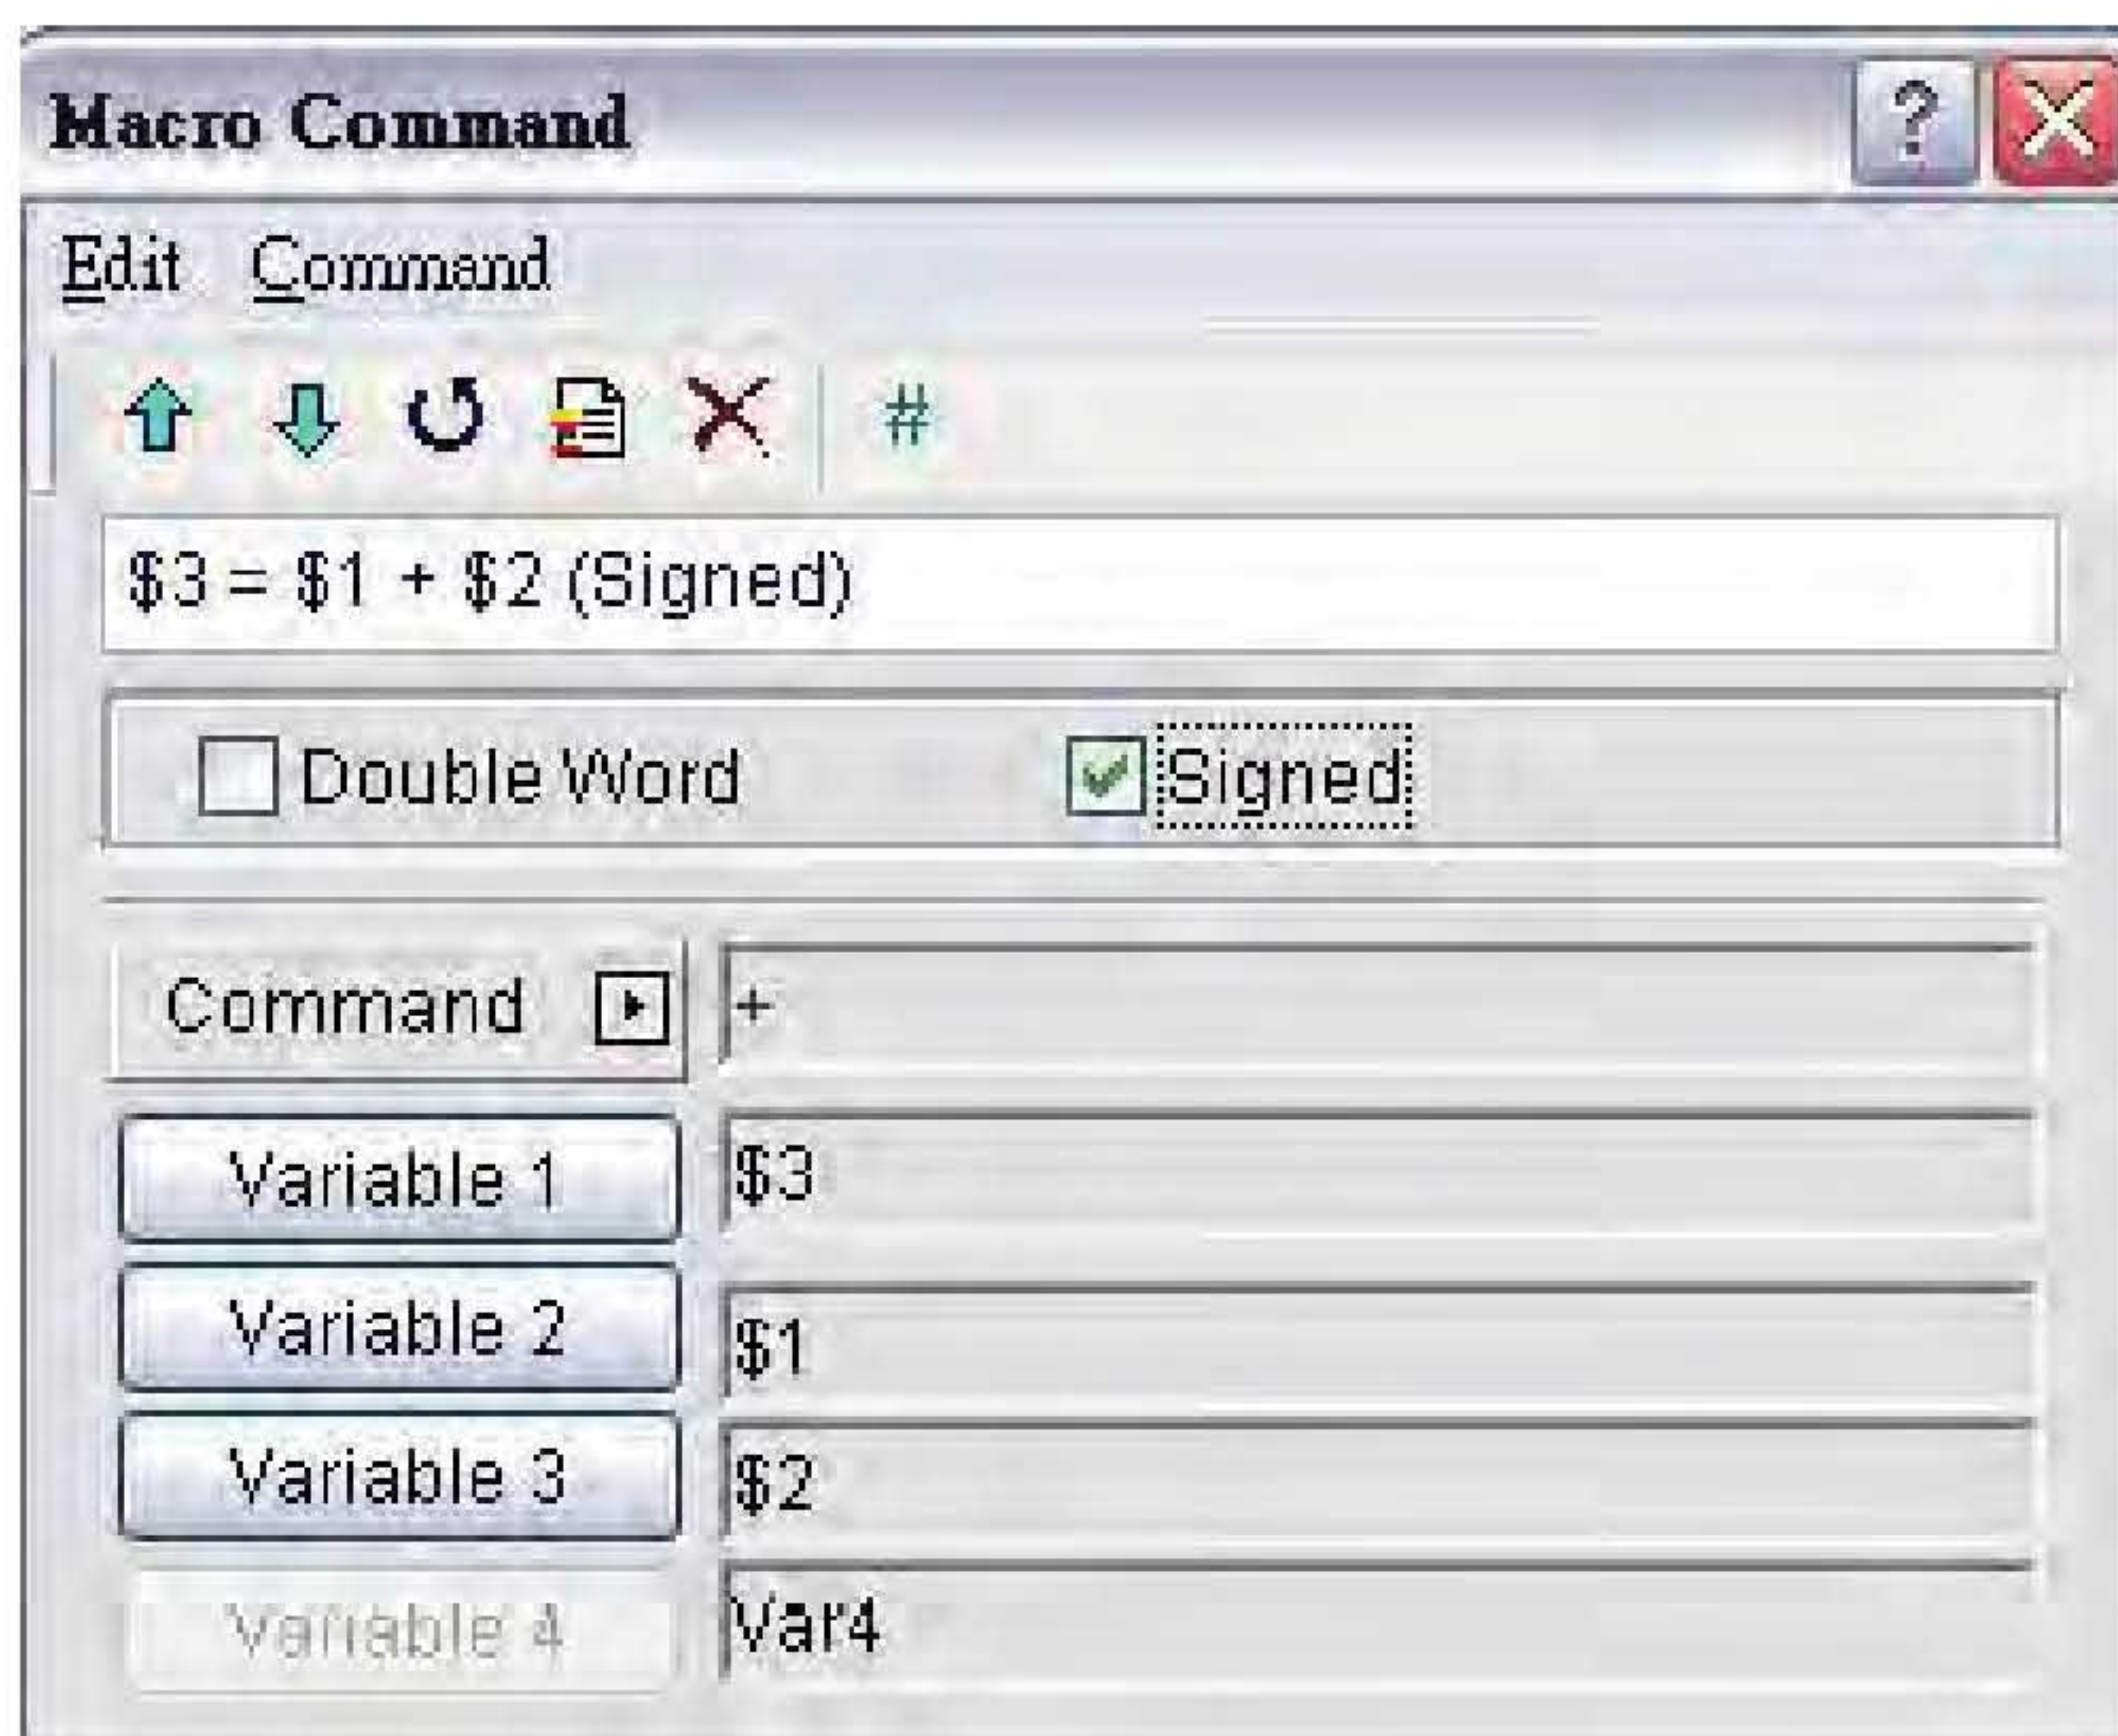 Macro Command
?
Edit Command
#
$3 = $1 + $2 (Signed)
Double Word Signed
Command +
Variable 1 $3
Variable 2 $1
Variable 3 $2
Variable 4 Var4